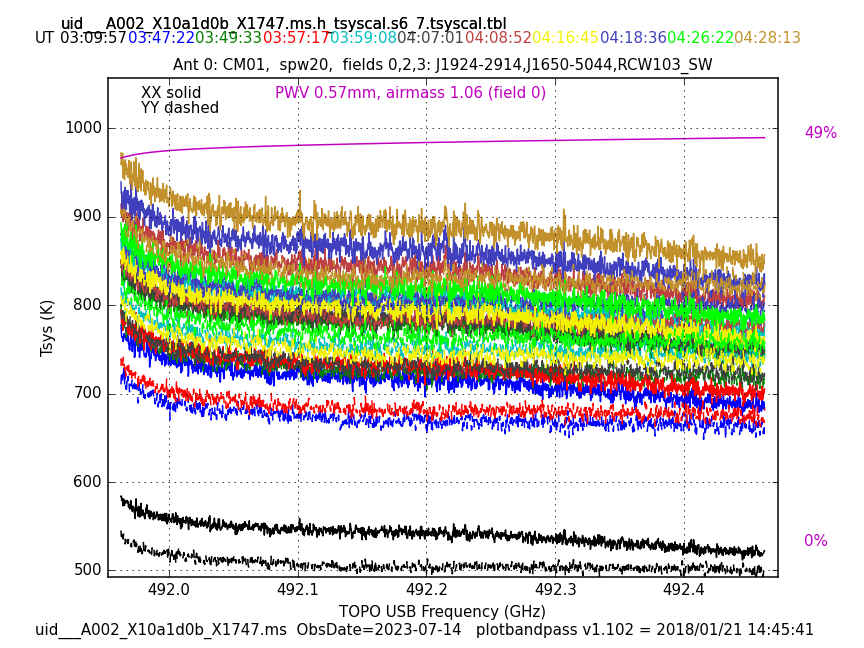 uid___A002_X10a1d0b_X1747.ms.h_tsyscal.s6_7.tsyscal.tbl
UT 03:09:57 03:47:22 03:49:33 03:57:17 03:59:08 04:07:01 04:08:52 04:16:45 04:18:36 04:26:22 04:28:13
Ant 0: CM01,  spw20,  fields 0,2,3: J1924-2914,J1650-5044,RCW103_SW
XX solid
PWV 0.57mm, airmass 1.06 (field 0)
YY dashed
1000
900
800
700
600
500
Tsys (K)
49%
0%
492.0 492.1 492.2 492.3 492.4
TOPO USB Frequency (GHz)
uid___A002_X10a1d0b_X1747.ms  ObsDate=2023-07-14   plotbandpass v1.102 = 2018/01/21 14:45:41